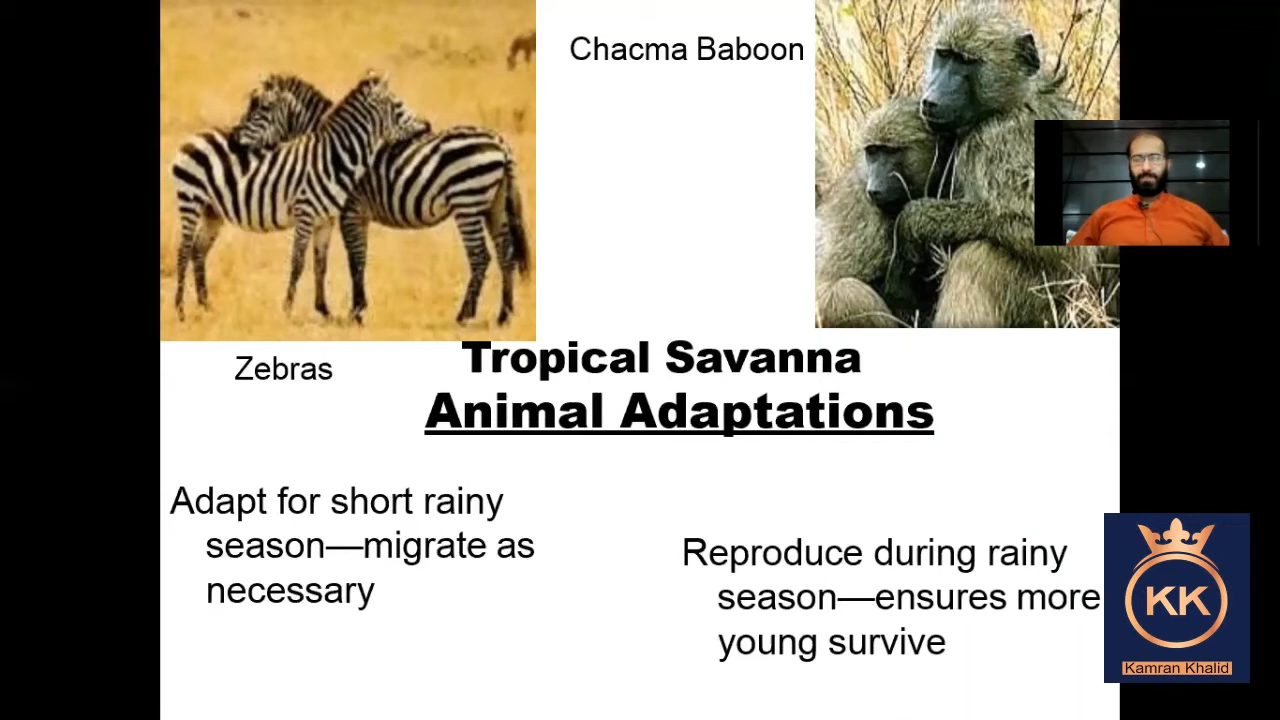 Chacma Baboon
Zebras
Tropical Savanna
Animal Adaptations
Adapt for short rainy
season—migrate as
necessary
Reproduce during rainy
season—ensures more
young survive
KK
Kamran Khalid